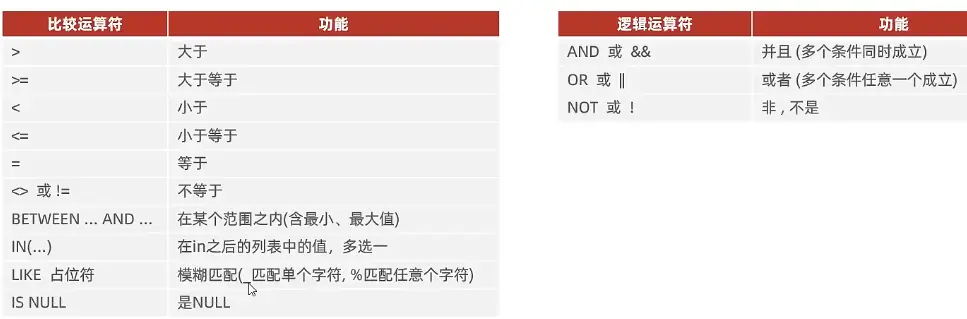 比较运算符 功能
> 大于
>= 大于等于
< 小于
<= 小于等于
= 等于
<> 或 != 不等于
BETWEEN ... AND ... 在某个范围之内(含最小、最大值)
IN(...) 在in之后的列表中的值，多选一
LIKE 占位符 模糊匹配(_匹配单个字符, %匹配任意个字符)
IS NULL 是NULL
逻辑运算符 功能
AND 或 && 并且 (多个条件同时成立)
OR 或 || 或者 (多个条件任意一个成立)
NOT 或 ! 非 , 不是